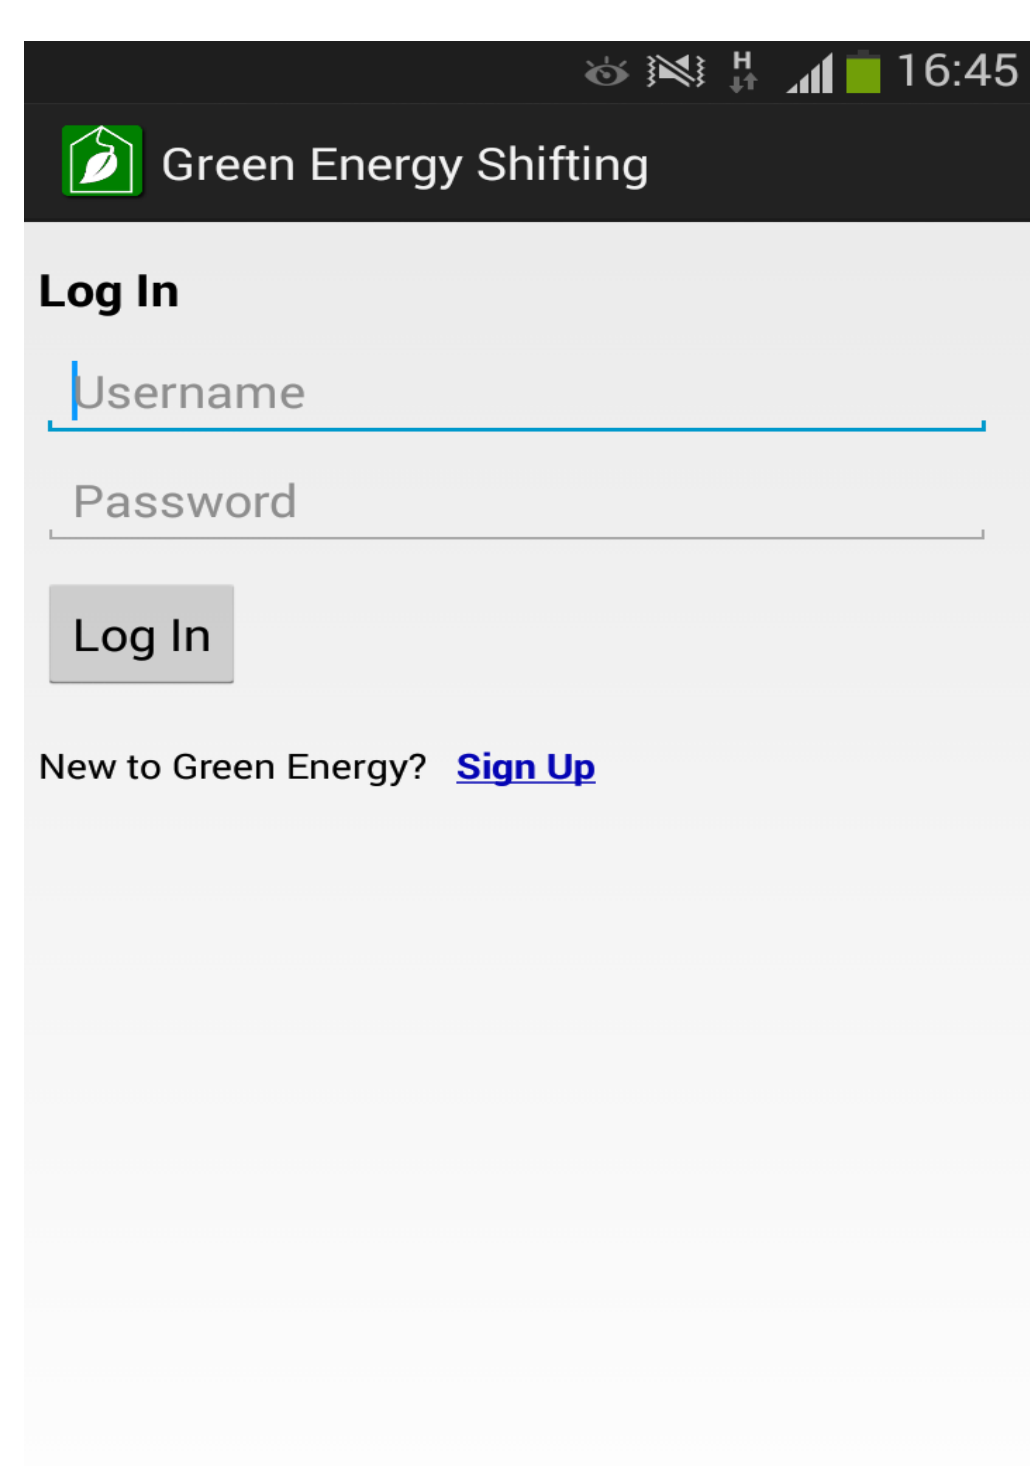 H 16:45
Green Energy Shifting
Log In
Username
Password
Log In
New to Green Energy? Sign Up